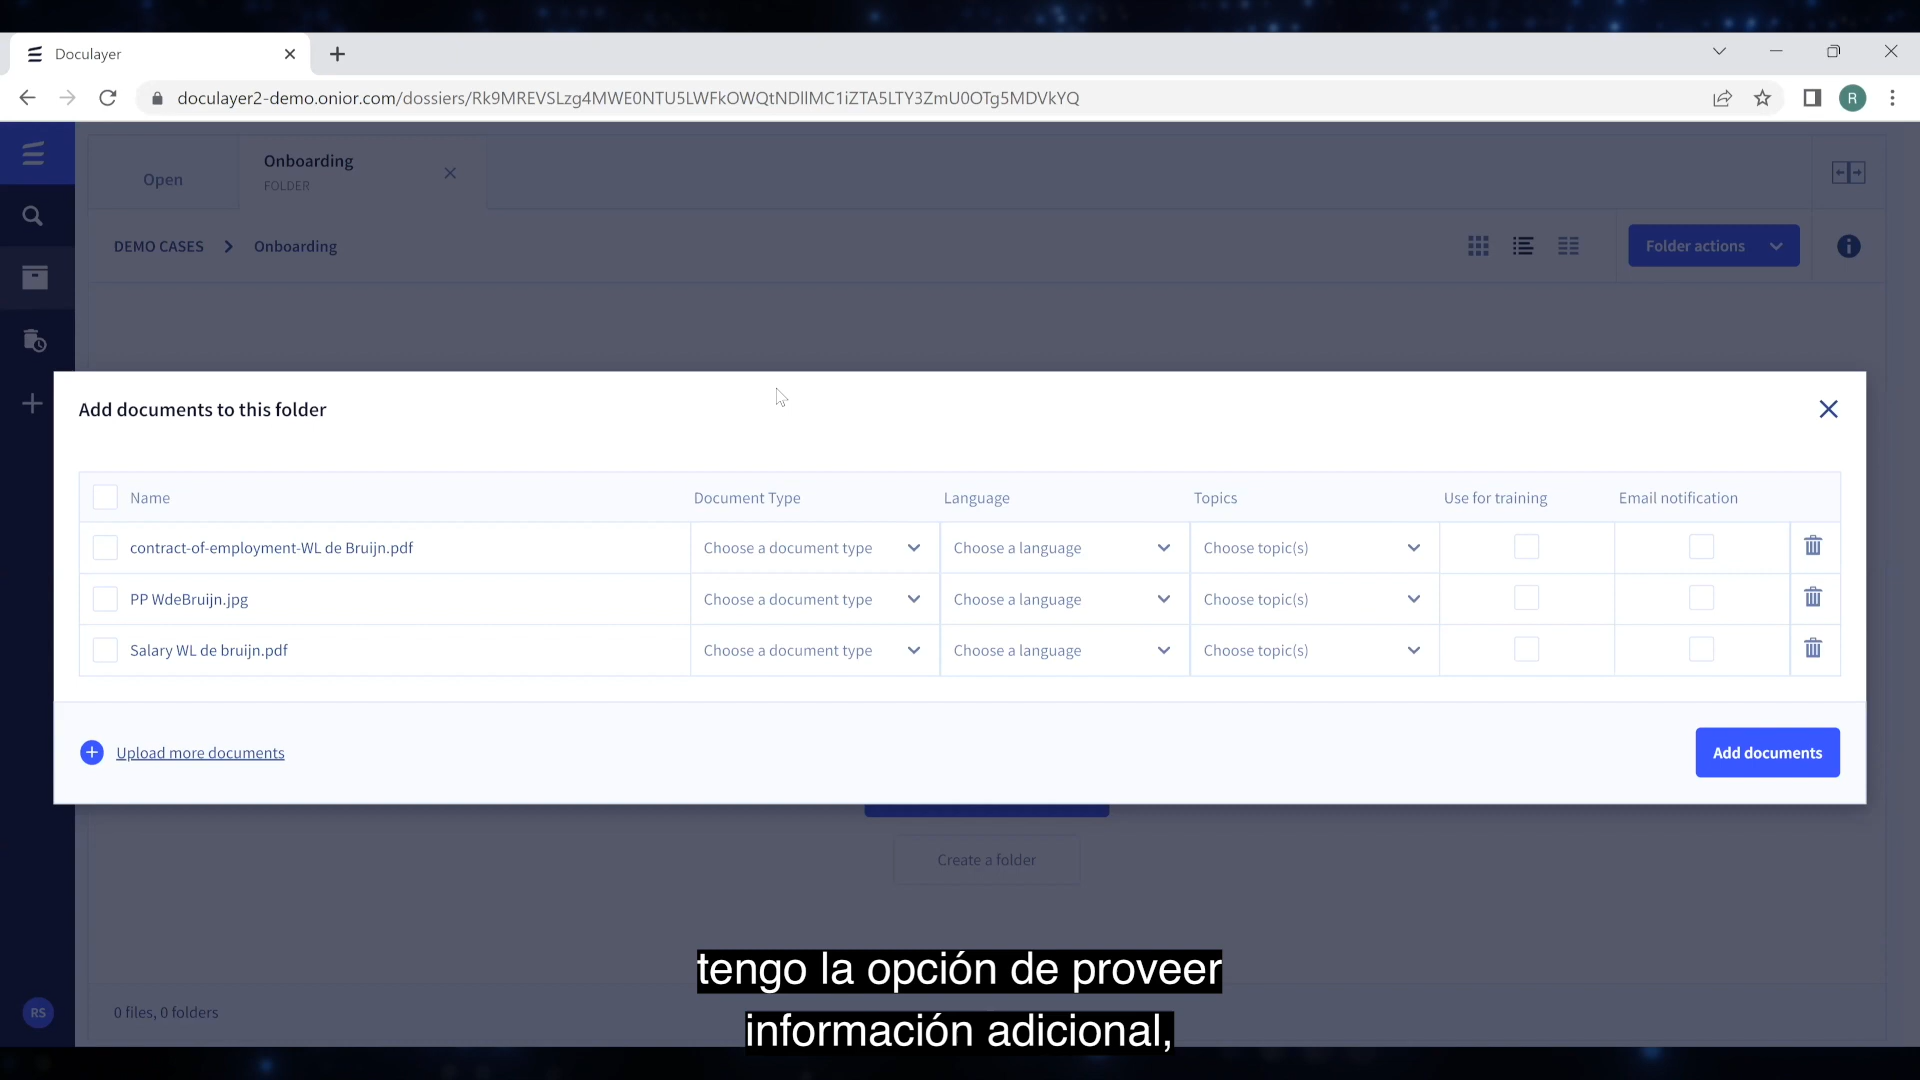 Doculayer
doculayer2-demo.onior.com/dossiers/Rk9MREVSLzg4MWE0NTU5LWFkOWQtNDllMC1iZTA5LTY3ZmU0OTg5MDVkYQ
R
Open
Onboarding
FOLDER
DEMO CASES
Onboarding
Folder actions
Add documents to this folder
Name Document Type Language Topics Use for training Email notification
contract-of-employment-WL de Bruijn.pdf Choose a document type Choose a language Choose topic(s)
PP WdeBruijn.jpg Choose a document type Choose a language Choose topic(s)
Salary WL de bruijn.pdf Choose a document type Choose a language Choose topic(s)
Upload more documents
Add documents
Create a folder
tengo la opción de proveer
información adicional,
RS
0 files, 0 folders